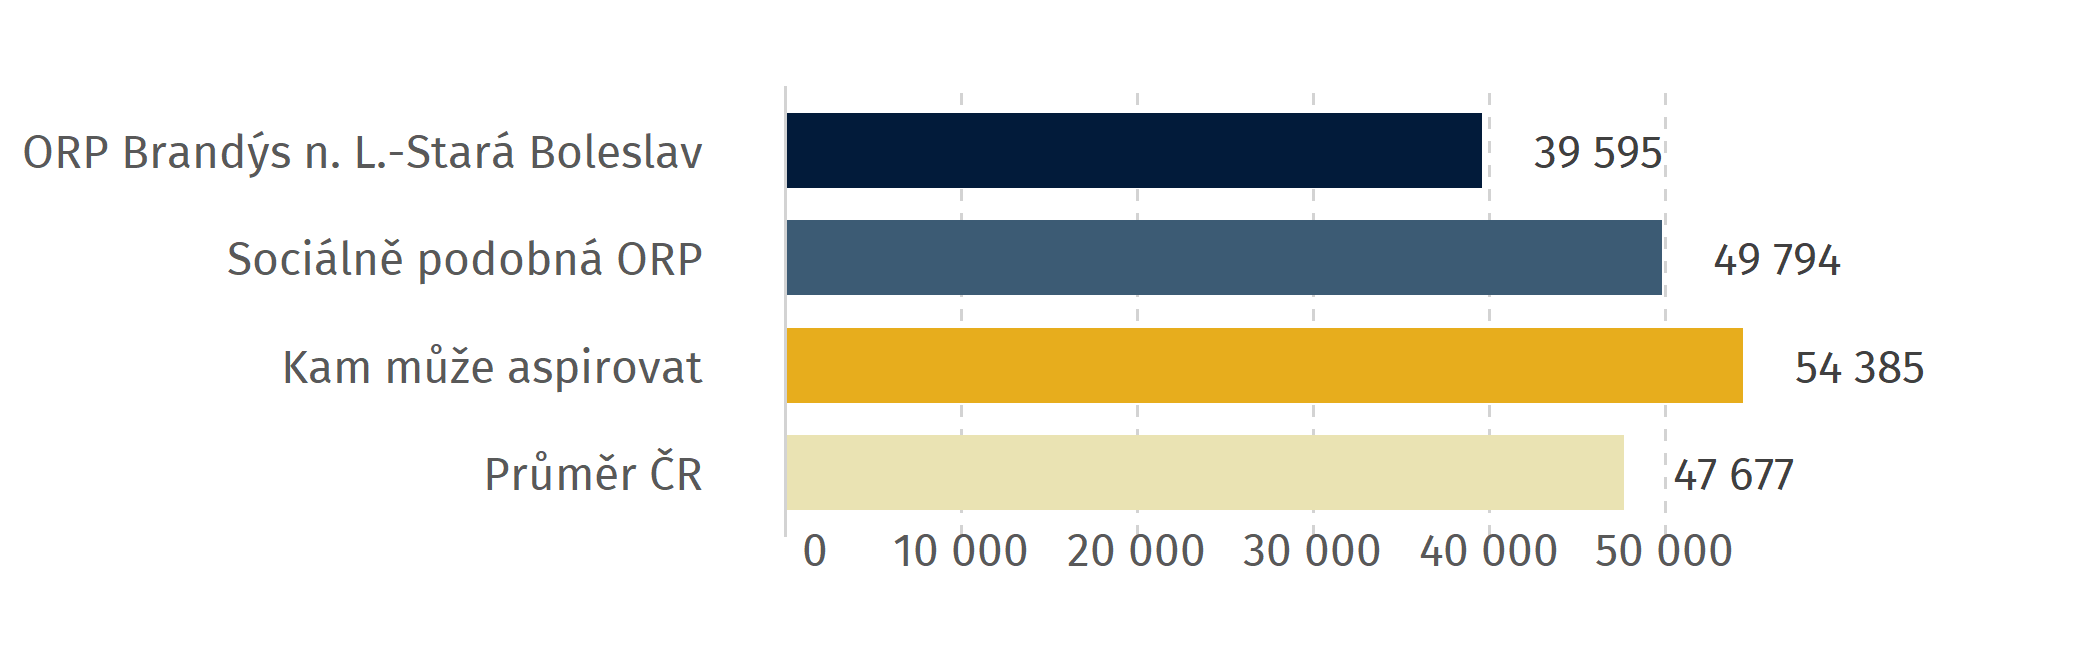 ORP Brandýs n. L.-Stará Boleslav 39 595
Sociálně podobná ORP 49 794
Kam může aspirovat 54 385
Průměr ČR 47 677
0 10 000 20 000 30 000 40 000 50 000